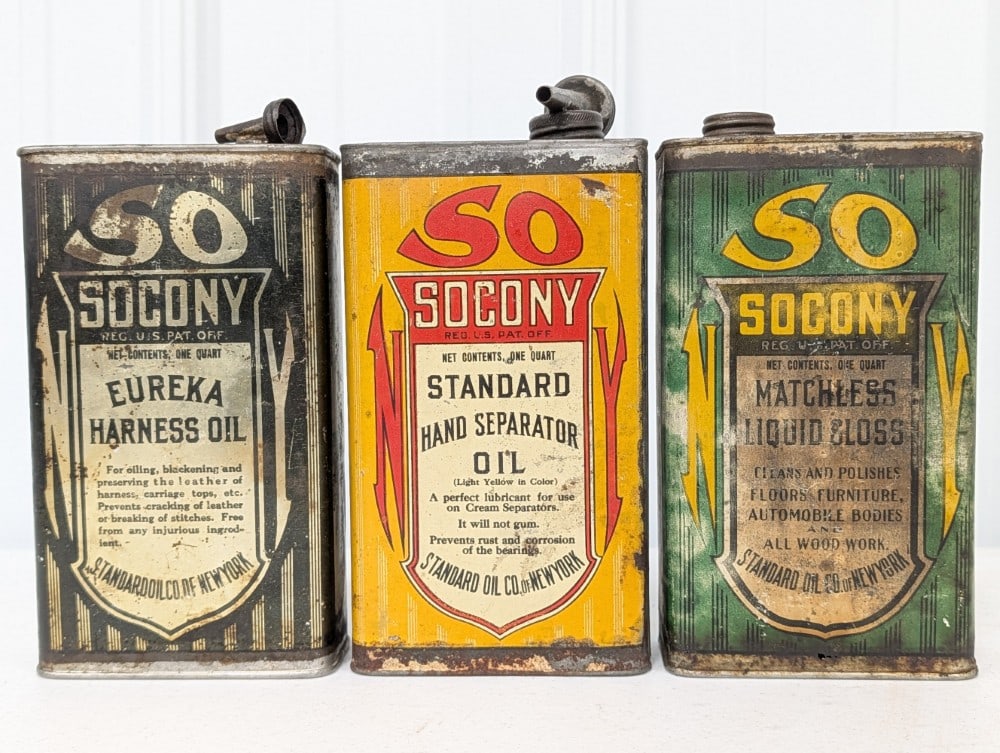 SO
SOCONY
REG. U.S. PAT. OFF.
NET CONTENTS, ONE QUART
EUREKA
HARNESS OIL
For oiling, blackening and
preserving the leather of
harness, carriage tops, etc.
Prevents cracking of leather
or breaking of stitches. Free
from any injurious ingred-
ient.
STANDARD OIL CO. OF NEW YORK
N Y
SO
SOCONY
REG. U.S. PAT. OFF.
NET CONTENTS, ONE QUART
STANDARD
HAND SEPARATOR
OIL
(Light Yellow in Color)
A perfect lubricant for use
on Cream Separators.
It will not gum.
Prevents rust and corrosion
of the bearings.
STANDARD OIL CO. OF NEW YORK
N Y
SO
SOCONY
REG. U.S. PAT. OFF.
NET CONTENTS, ONE QUART
MATCHLESS
LIQUID GLOSS
CLEANS AND POLISHES
FLOORS, FURNITURE,
AUTOMOBILE BODIES
AND
ALL WOOD WORK
STANDARD OIL CO. OF NEW YORK
N Y